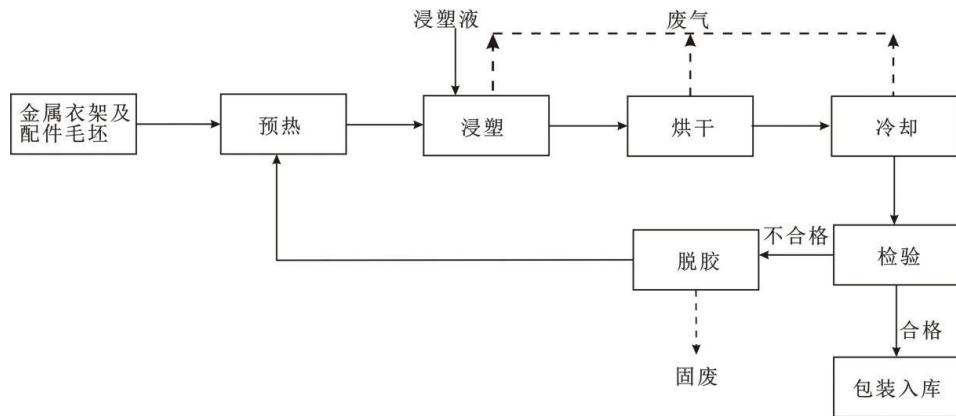 浸塑液
废气
金属衣架及
配件毛坯
预热
浸塑
烘干
冷却
不合格
脱胶
检验
合格
固废
包装入库